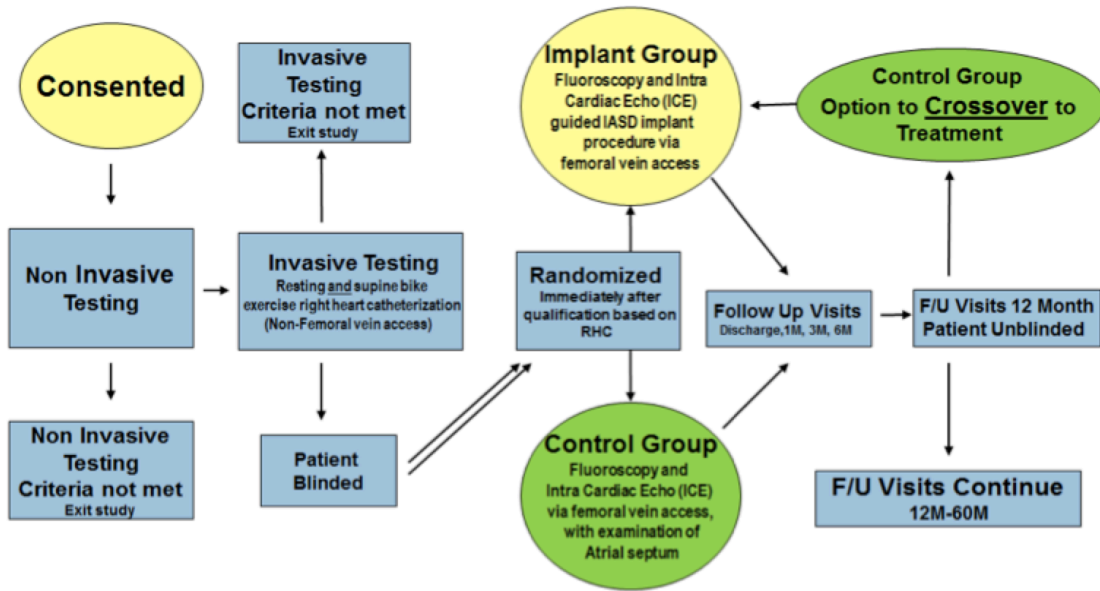 Consented
Non Invasive
Testing
Non Invasive
Testing
Criteria not met
Exit study
Invasive
Testing
Criteria not met
Exit study
Invasive Testing
Resting and supine bike
exercise right heart catheterization
(Non-Femoral vein access)
Patient
Blinded
Implant Group
Fluoroscopy and Intra
Cardiac Echo (ICE)
guided IASD implant
procedure via
femoral vein access
Randomized
Immediately after
qualification based on
RHC
Control Group
Fluoroscopy and
Intra Cardiac Echo (ICE)
via femoral vein access,
with examination of
Atrial septum
Follow Up Visits
Discharge,1M, 3M, 6M
Control Group
Option to Crossover to
Treatment
F/U Visits 12 Month
Patient Unblinded
F/U Visits Continue
12M-60M